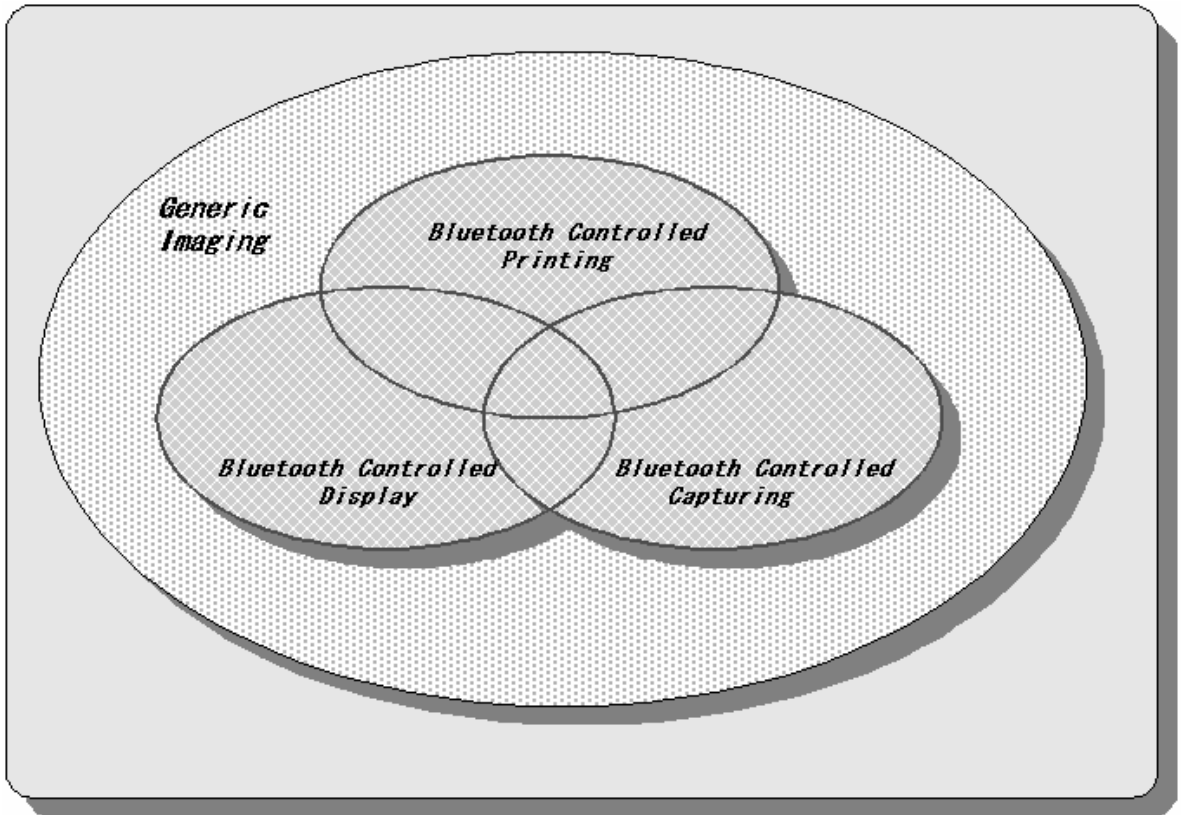 Generic
Imaging
Bluetooth Controlled
Printing
Bluetooth Controlled
Display
Bluetooth Controlled
Capturing